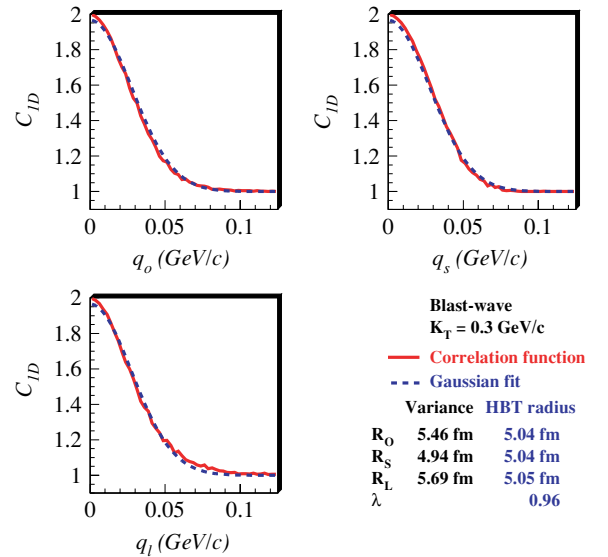 2
1.8
1.6
1.4
1.2
1
C1D
0 0.05 0.1
qo (GeV/c)
2
1.8
1.6
1.4
1.2
1
C1D
0 0.05 0.1
qs (GeV/c)
2
1.8
1.6
1.4
1.2
1
C1D
0 0.05 0.1
ql (GeV/c)
Blast-wave
KT = 0.3 GeV/c
Correlation function
Gaussian fit
Variance HBT radius
RO 5.46 fm 5.04 fm
RS 4.94 fm 5.04 fm
RL 5.69 fm 5.05 fm
λ 0.96